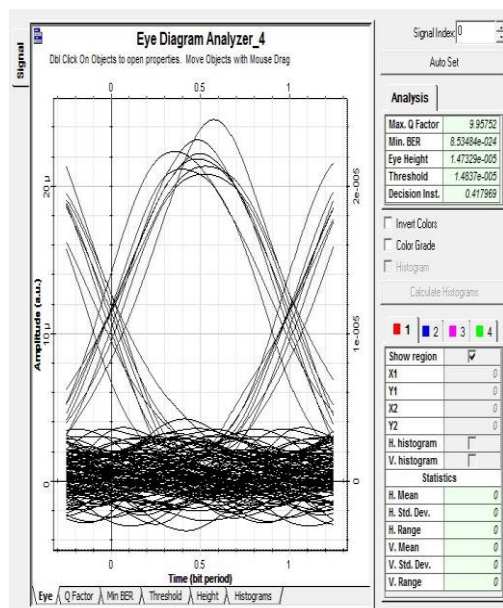 Signal
Eye Diagram Analyzer_4
Dbl Click On Objects to open properties. Move Objects with Mouse Drag
0 0.5 1
Amplitude (a.u.)
20 µ
10 µ
0
2e-005
1e-005
0
0 0.5 1
Time (bit period)
Eye Q Factor Min BER Threshold Height Histograms
Signal Index: 0
Auto Set
Analysis
Max. Q Factor 9.95752
Min. BER 8.53484e-024
Eye Height 1.47329e-005
Threshold 1.4837e-005
Decision Inst. 0.417969
Invert Colors
Color Grade
Histogram
Calculate Histograms
1 2 3 4
Show region
X1 0
Y1 0
X2 0
Y2 0
H. histogram
V. histogram
Statistics
H. Mean 0
H. Std. Dev. 0
H. Range 0
V. Mean 0
V. Std. Dev. 0
V. Range 0